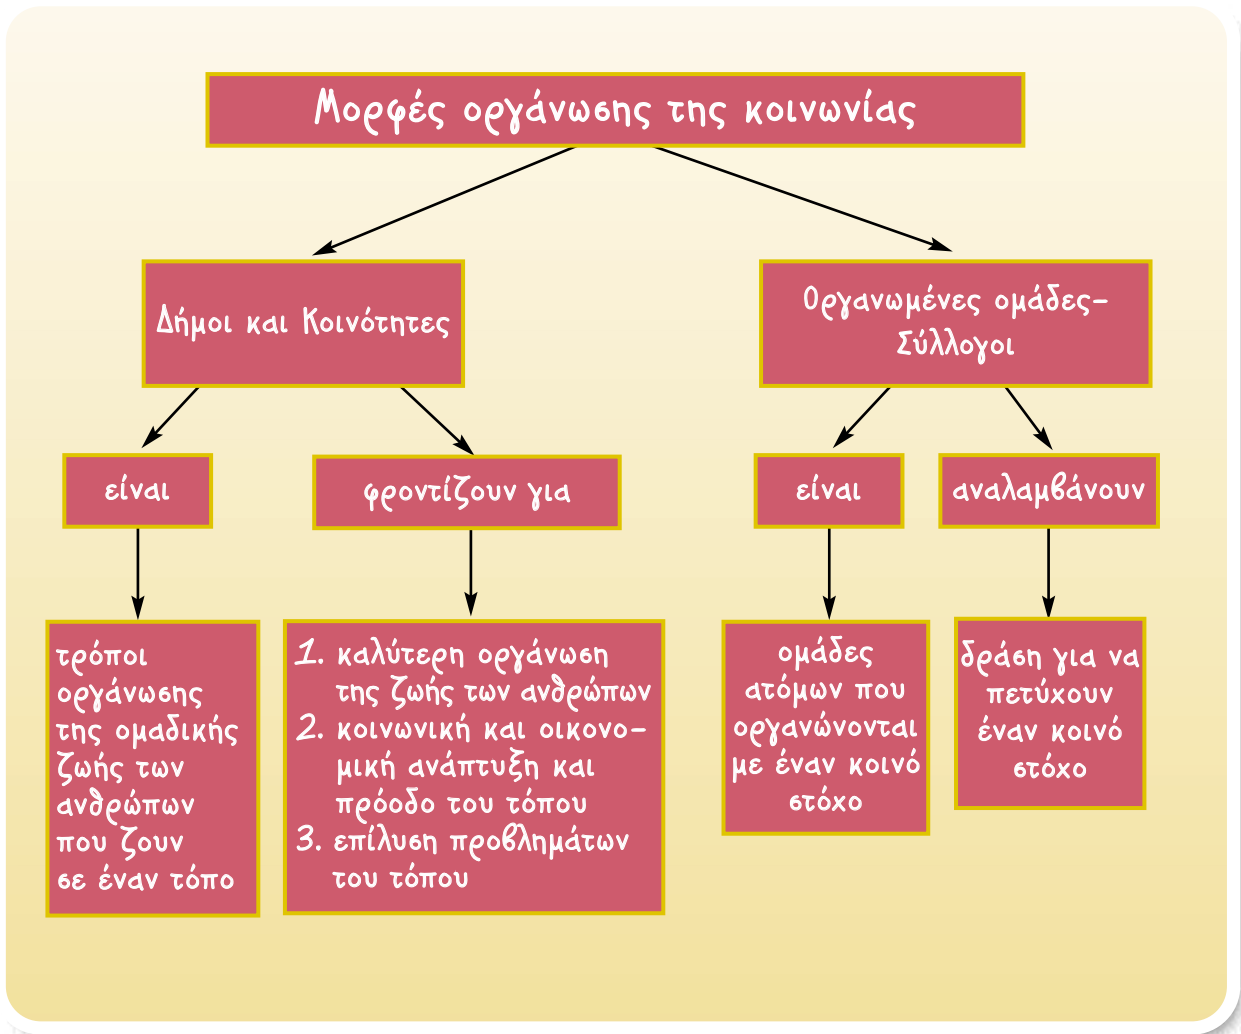 Μορφές οργάνωσης της κοινωνίας
Δήμοι και Κοινότητες
Οργανωμένες ομάδες-
Σύλλογοι
είναι
φροντίζουν για
είναι
αναλαμβάνουν
τρόποι
οργάνωσης
της ομαδικής
ζωής των
ανθρώπων
που ζουν
σε έναν τόπο
1. καλύτερη οργάνωση
της ζωής των ανθρώπων
2. κοινωνική και οικονο-
μική ανάπτυξη και
πρόοδο του τόπου
3. επίλυση προβλημάτων
του τόπου
ομάδες
ατόμων που
οργανώνονται
με έναν κοινό
στόχο
δράση για να
πετύχουν
έναν κοινό
στόχο